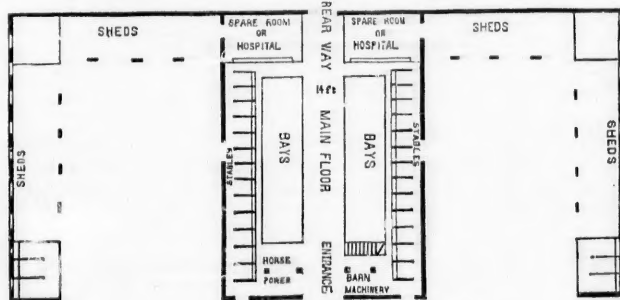 SHEDS
SPARE ROOM
OR
HOSPITAL
REAR WAY
SPARE ROOM
OR
HOSPITAL
SHEDS
14 ft
MAIN FLOOR
BAYS
BAYS
STABLES
STABLES
SHEDS
SHEDS
HORSE
POWER
ENTRANCE
BARN
MACHINERY